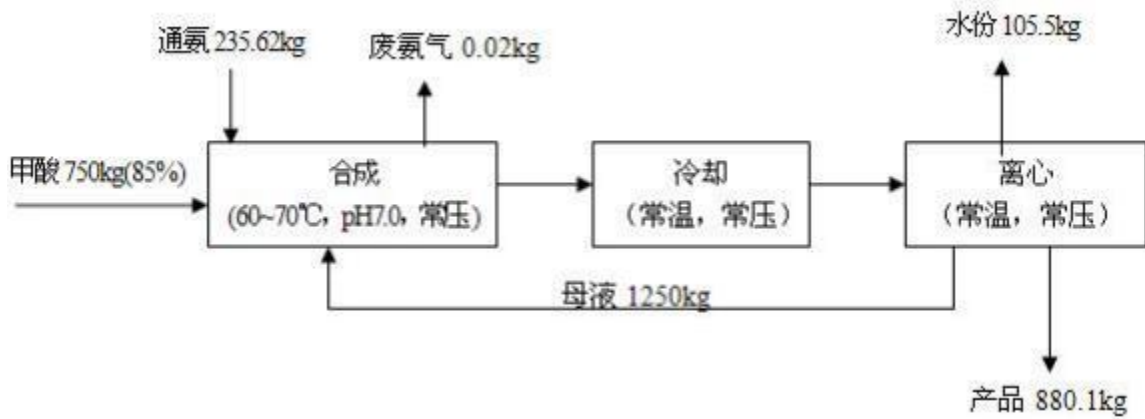 通氨 235.62kg
废氨气 0.02kg
水份 105.5kg
甲酸 750kg(85%)
合成
(60~70℃, pH7.0, 常压)
冷却
（常温，常压）
离心
（常温，常压）
母液 1250kg
产品 880.1kg